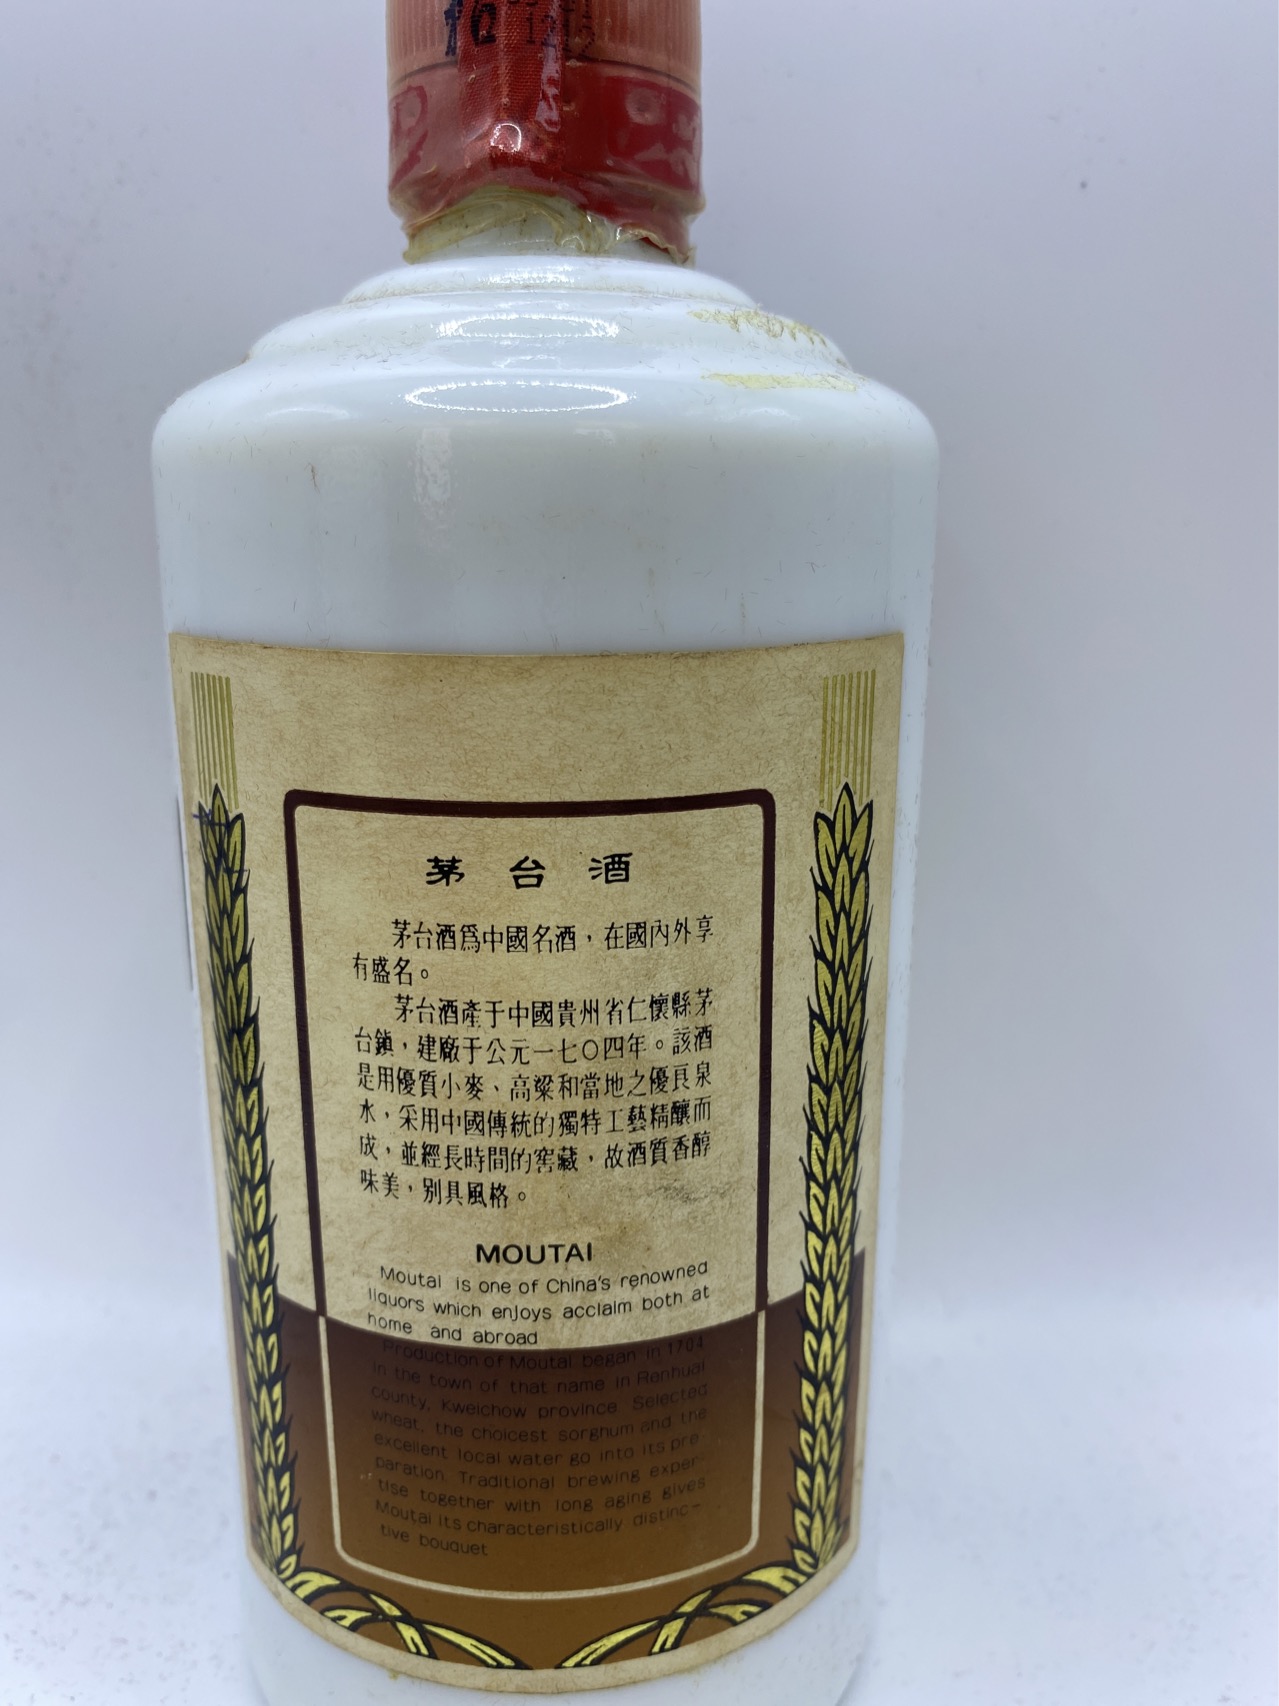 1212
茅台酒
茅台酒爲中國名酒，在國內外享
有盛名。
茅台酒產于中國貴州省仁懷縣茅
台鎮，建廠于公元一七〇四年。該酒
是用優質小麥、高粱和當地之優良泉
水，采用中國傳統的獨特工藝精釀而
成，並經長時間的窖藏，故酒質香醇
味美，别具風格。
MOUTAI
Moutai is one of China's renowned
liquors which enjoys acclaim both at
home and abroad
Production of Moutai began in 1704
in the town of that name in Renhuai
county, Kweichow province Selected
wheat, the choicest sorghum and the
excellent local water go into its pre-
paration. Traditional brewing exper-
tise together with long aging gives
Moutai its characteristically distinc-
tive bouquet